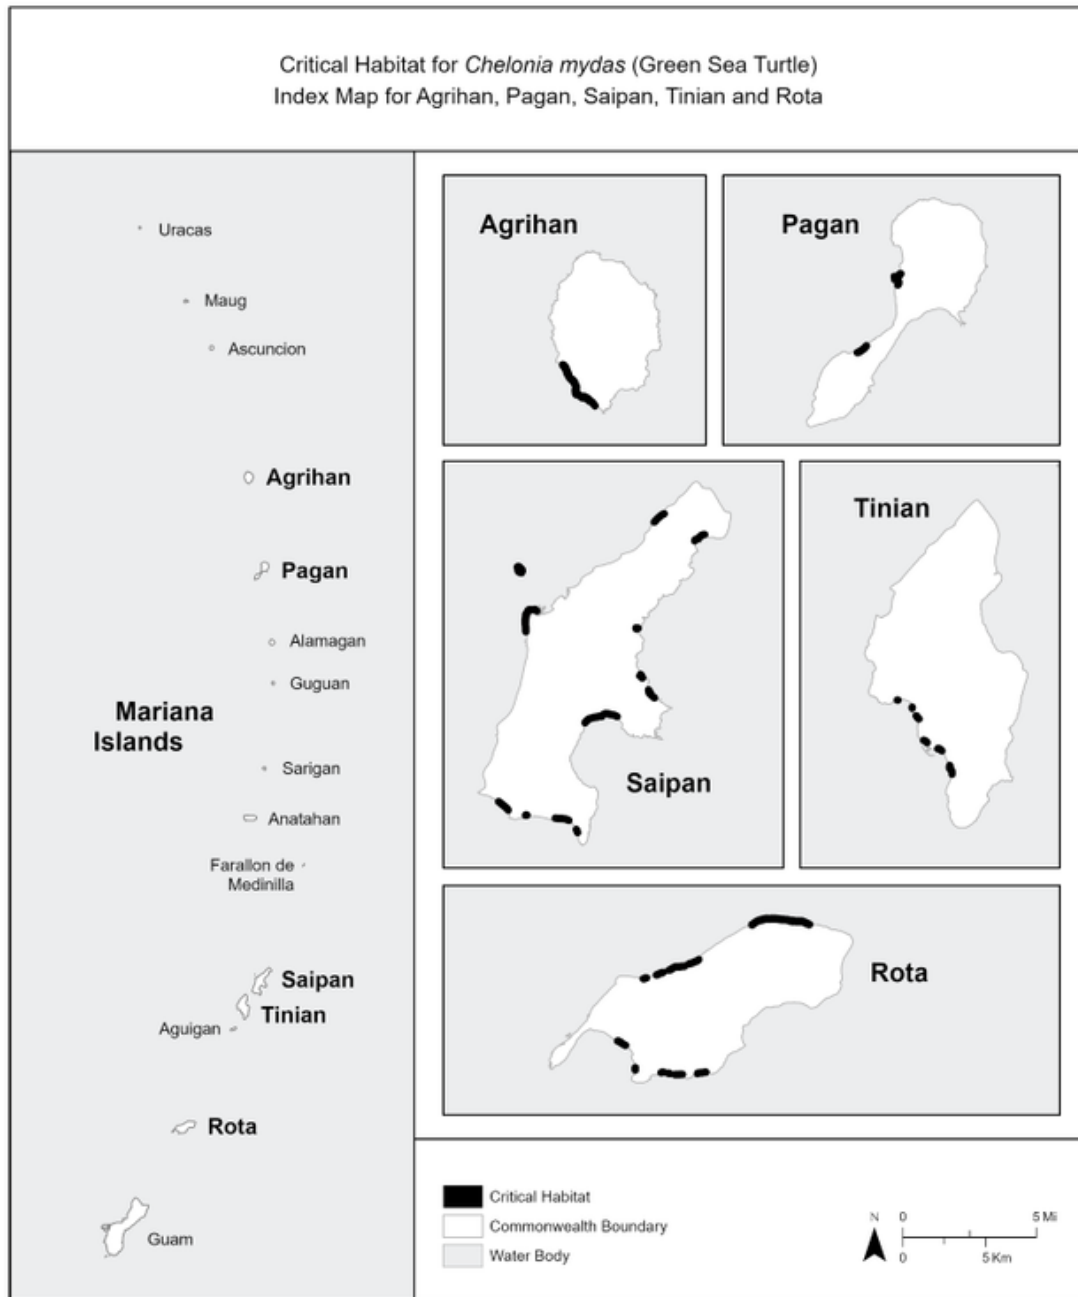 Critical Habitat for Chelonia mydas (Green Sea Turtle)
Index Map for Agrihan, Pagan, Saipan, Tinian and Rota
Uracas
Maug
Ascuncion
Agrihan
Pagan
Alamagan
Guguan
Mariana
Islands
Sarigan
Anatahan
Farallon de
Medinilla
Saipan
Tinian
Aguigan
Rota
Guam
Agrihan
Pagan
Saipan
Tinian
Rota
Critical Habitat
Commonwealth Boundary
Water Body
N
0 5 Mi
0 5 Km